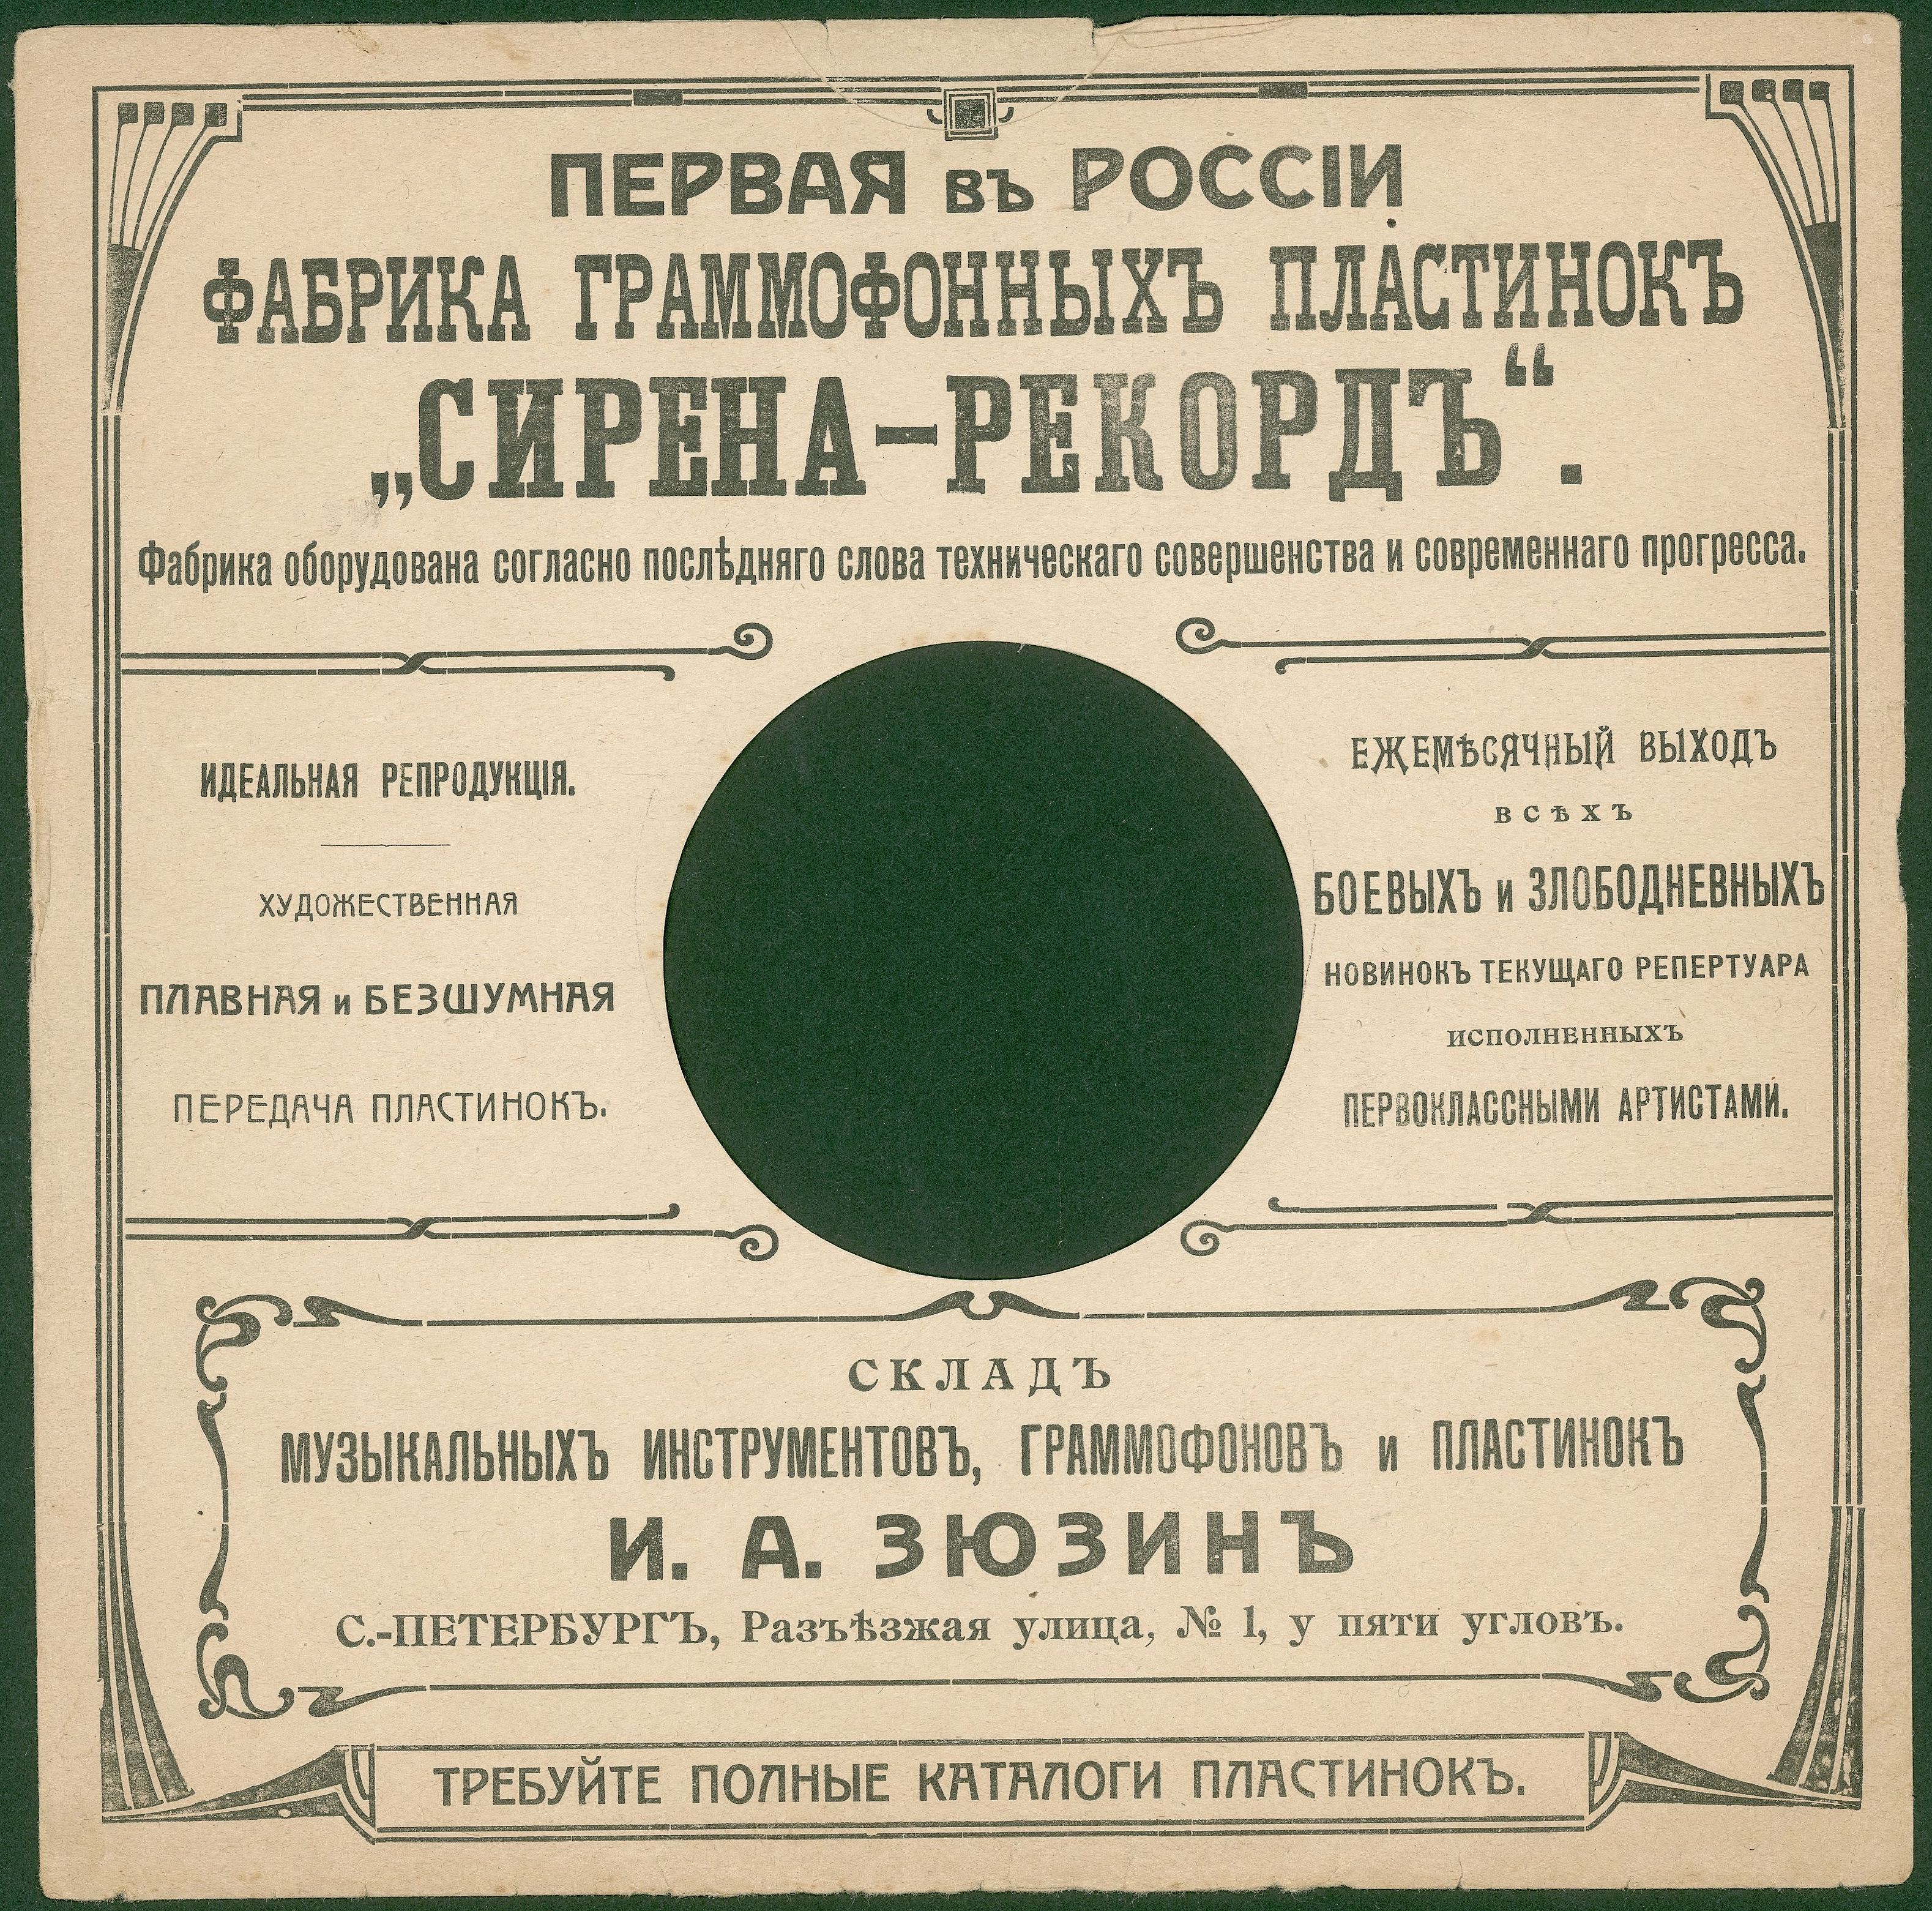 ПЕРВАЯ въ РОССІИ
ФАБРИКА ГРАММОФОННЫХЪ ПЛАСТИНОКЪ
„СИРЕНА–РЕКОРДЪ“.
Фабрика оборудована согласно послѣдняго слова техническаго совершенства и современнаго прогресса.
ИДЕАЛЬНАЯ РЕПРОДУКЦІЯ.
ХУДОЖЕСТВЕННАЯ
ПЛАВНАЯ и БЕЗШУМНАЯ
ПЕРЕДАЧА ПЛАСТИНОКЪ.
ЕЖЕМѢСЯЧНЫЙ ВЫХОДЪ
ВСѢХЪ
БОЕВЫХЪ и ЗЛОБОДНЕВНЫХЪ
НОВИНОКЪ ТЕКУЩАГО РЕПЕРТУАРА
ИСПОЛНЕННЫХЪ
ПЕРВОКЛАССНЫМИ АРТИСТАМИ.
СКЛАДЪ
МУЗЫКАЛЬНЫХЪ ИНСТРУМЕНТОВЪ, ГРАММОФОНОВЪ и ПЛАСТИНОКЪ
И. А. ЗЮЗИНЪ
С.-ПЕТЕРБУРГЪ, Разъѣзжая улица, № 1, у пяти угловъ.
ТРЕБУЙТЕ ПОЛНЫЕ КАТАЛОГИ ПЛАСТИНОКЪ.